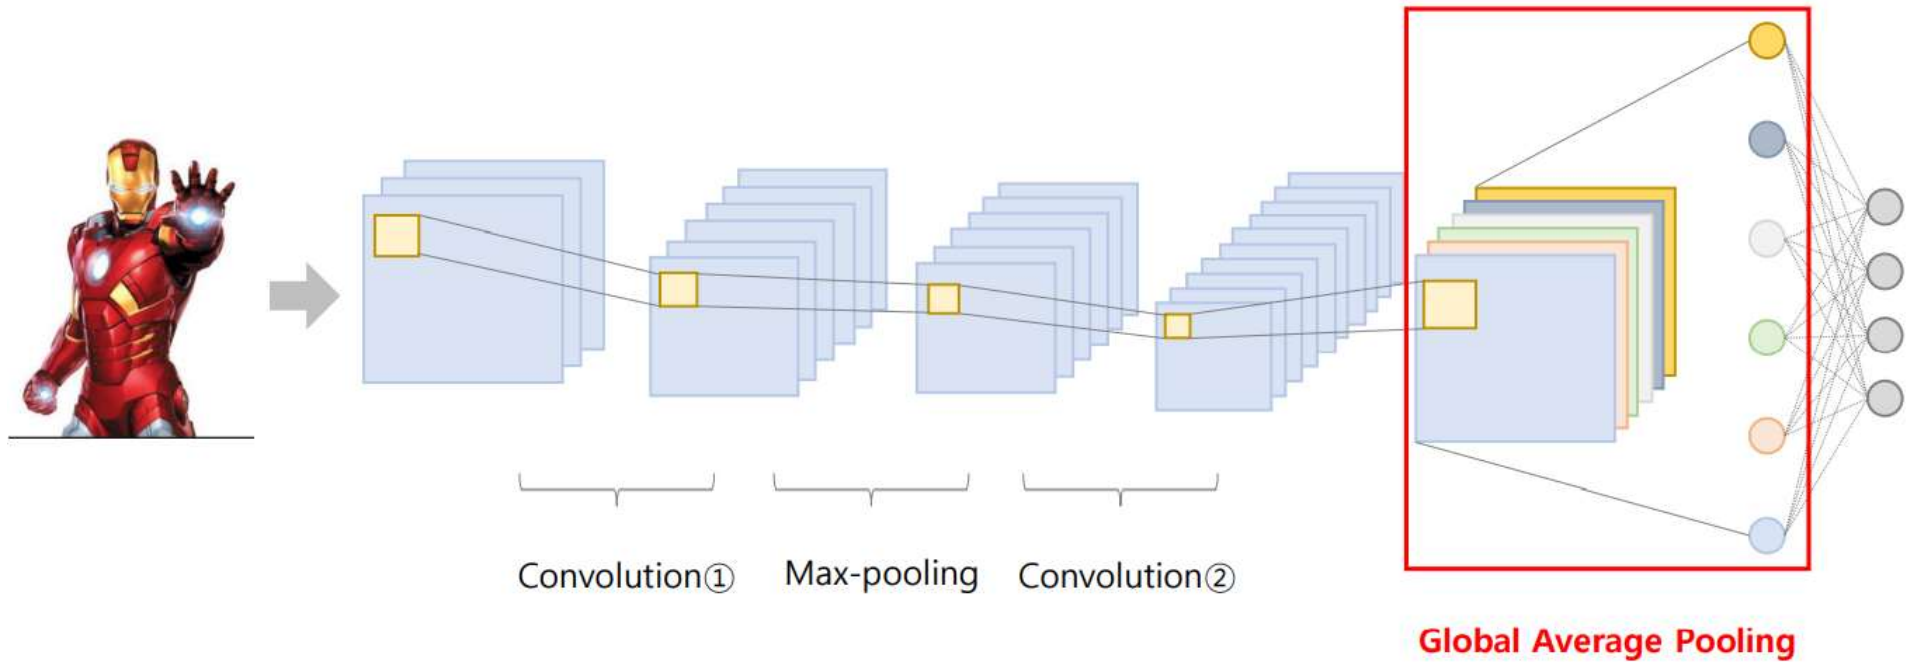 Convolution①
Max-pooling
Convolution②
Global Average Pooling